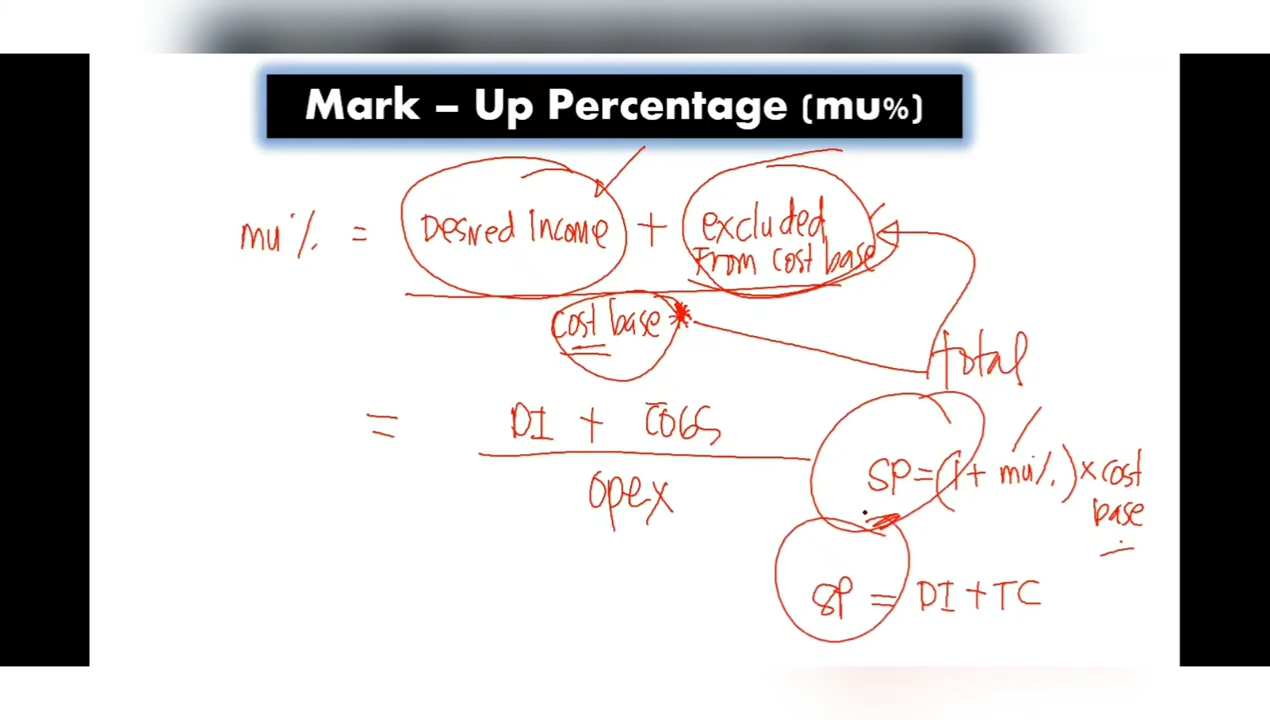 Mark – Up Percentage (mu%)
mu% = Desired Income + excluded
From cost base
cost base
total
= DI + COGS
opex
SP = (1 + mu%) × cost
base
SP = DI + TC